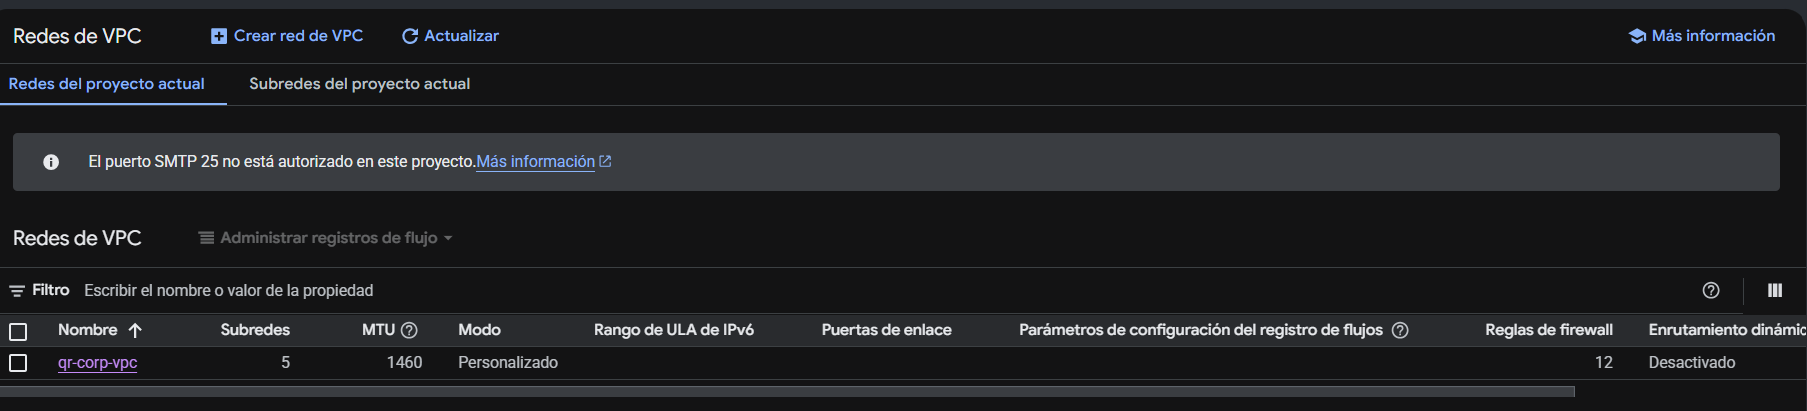 Redes de VPC Crear red de VPC Actualizar Más información
Redes del proyecto actual Subredes del proyecto actual
El puerto SMTP 25 no está autorizado en este proyecto.Más información
Redes de VPC Administrar registros de flujo
Filtro Escribir el nombre o valor de la propiedad
Nombre Subredes MTU Modo Rango de ULA de IPv6 Puertas de enlace Parámetros de configuración del registro de flujos Reglas de firewall Enrutamiento dinámic
qr-corp-vpc 5 1460 Personalizado 12 Desactivado